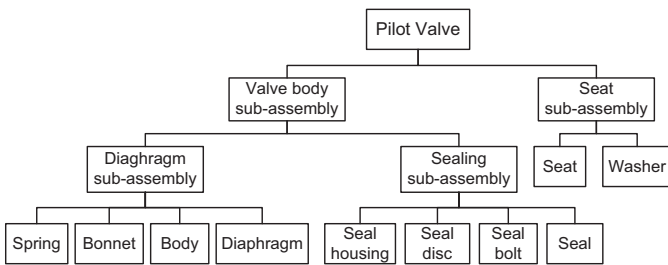 Pilot Valve
Valve body
sub-assembly
Seat
sub-assembly
Diaghragm
sub-assembly
Sealing
sub-assembly
Seat
Washer
Spring
Bonnet
Body
Diaphragm
Seal
housing
Seal
disc
Seal
bolt
Seal